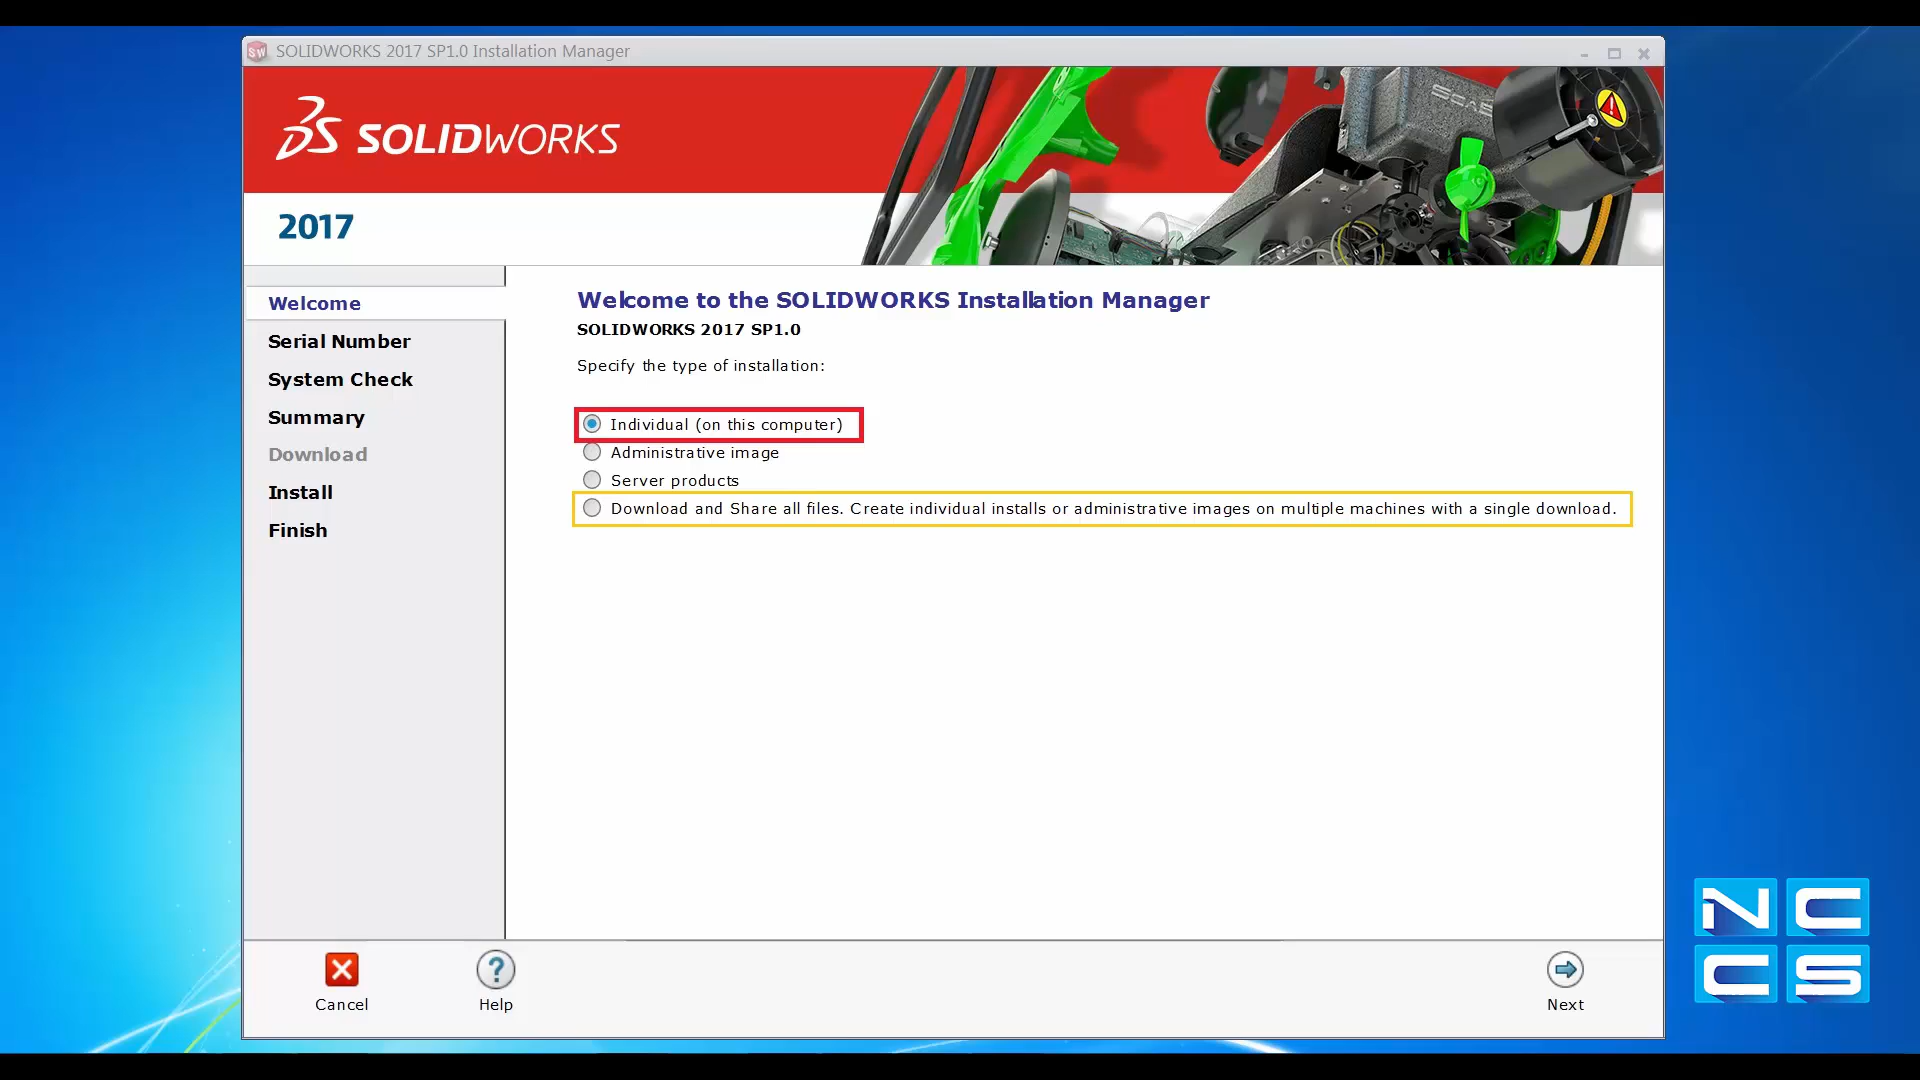 SW SOLIDWORKS 2017 SP1.0 Installation Manager
SOLIDWORKS
2017
Welcome
Serial Number
System Check
Summary
Download
Install
Finish
Welcome to the SOLIDWORKS Installation Manager
SOLIDWORKS 2017 SP1.0
Specify the type of installation:
Individual (on this computer)
Administrative image
Server products
Download and Share all files. Create individual installs or administrative images on multiple machines with a single download.
Cancel
Help
Next
NC
CS